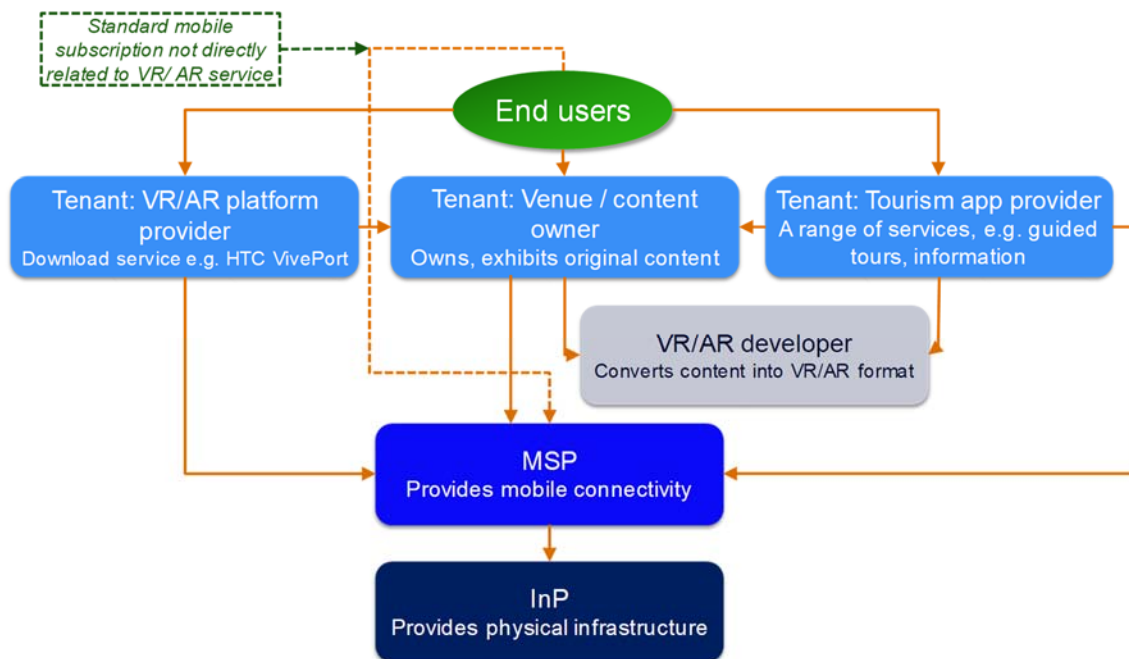 Standard mobile
subscription not directly
related to VR/ AR service
End users
Tenant: VR/AR platform
provider
Download service e.g. HTC VivePort
Tenant: Venue / content
owner
Owns, exhibits original content
Tenant: Tourism app provider
A range of services, e.g. guided
tours, information
VR/AR developer
Converts content into VR/AR format
MSP
Provides mobile connectivity
InP
Provides physical infrastructure